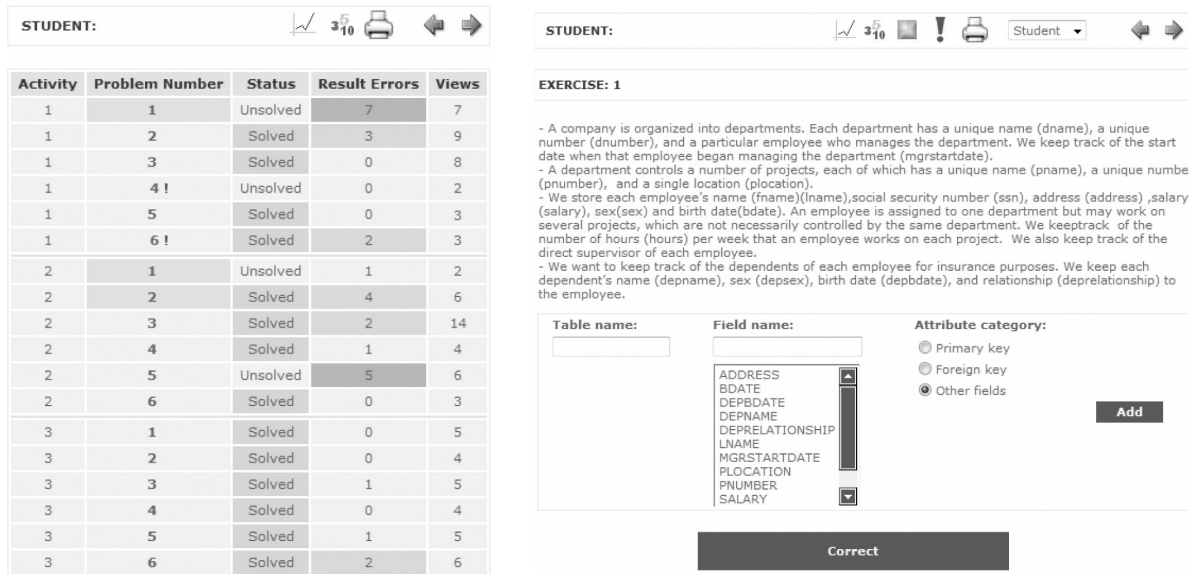 STUDENT:
3 5 10
Activity Problem Number Status Result Errors Views
1 1 Unsolved 7 7
1 2 Solved 3 9
1 3 Solved 0 8
1 4 ! Unsolved 0 2
1 5 Solved 0 3
1 6 ! Solved 2 3
2 1 Unsolved 1 2
2 2 Solved 4 6
2 3 Solved 2 14
2 4 Solved 1 4
2 5 Unsolved 5 6
2 6 Solved 0 3
3 1 Solved 0 5
3 2 Solved 0 4
3 3 Solved 1 5
3 4 Solved 0 4
3 5 Solved 1 5
3 6 Solved 2 6
STUDENT:
3 5 10 ! Student
EXERCISE: 1
- A company is organized into departments. Each department has a unique name (dname), a unique
number (dnumber), and a particular employee who manages the department. We keep track of the start
date when that employee began managing the department (mgrstartdate).
- A department controls a number of projects, each of which has a unique name (pname), a unique numbe
(pnumber), and a single location (plocation).
- We store each employee's name (fname)(lname),social security number (ssn), address (address) ,salary
(salary), sex(sex) and birth date(bdate). An employee is assigned to one department but may work on
several projects, which are not necessarily controlled by the same department. We keeptrack of the
number of hours (hours) per week that an employee works on each project. We also keep track of the
direct supervisor of each employee.
- We want to keep track of the dependents of each employee for insurance purposes. We keep each
dependent's name (depname), sex (depsex), birth date (depbdate), and relationship (deprelationship) to
the employee.
Table name: Field name: Attribute category:
Primary key
Foreign key
Other fields
ADDRESS
BDATE
DEPBDATE
DEPNAME
DEPRELATIONSHIP
LNAME
MGRSTARTDATE
PLOCATION
PNUMBER
SALARY
Add
Correct